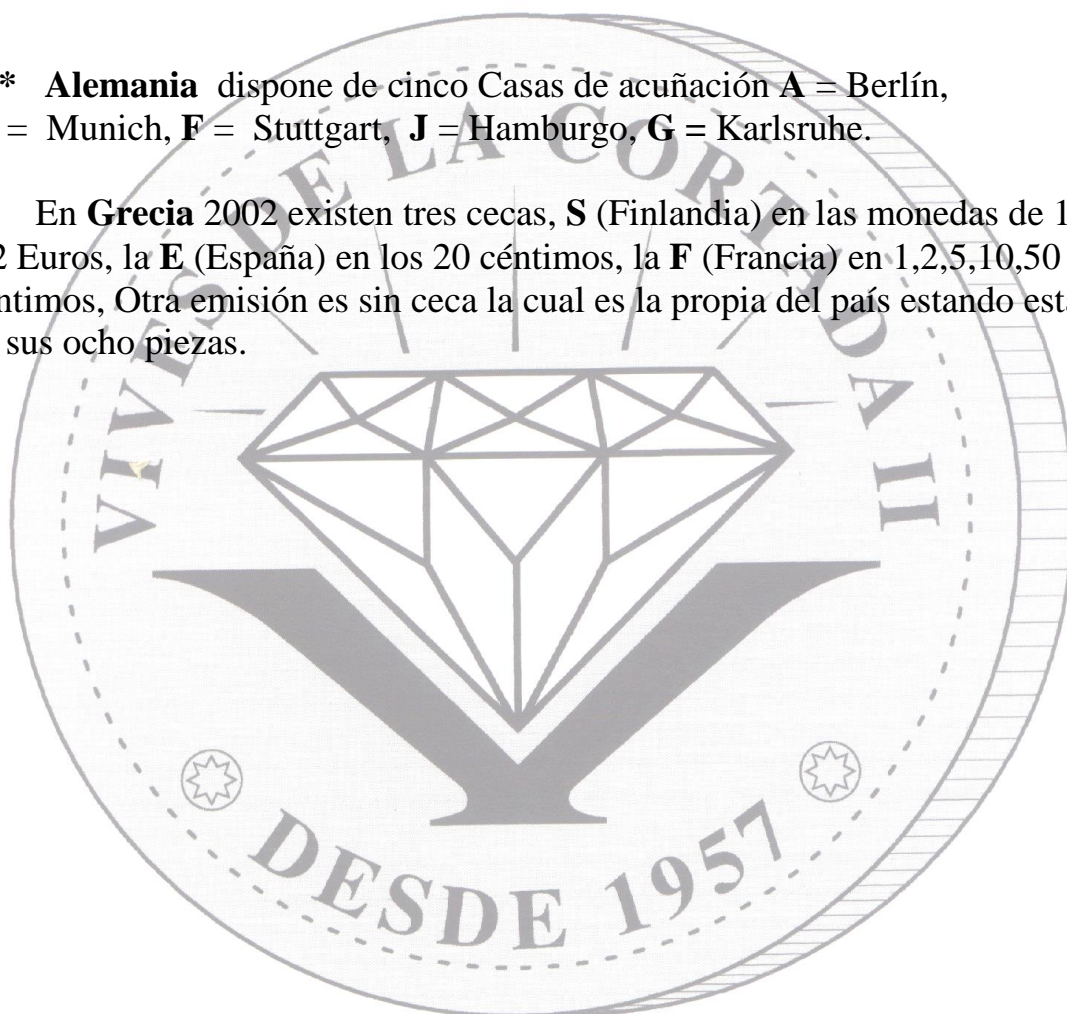 * Alemania dispone de cinco Casas de acuñación A = Berlín,
= Munich, F = Stuttgart, J = Hamburgo, G = Karlsruhe.
En Grecia 2002 existen tres cecas, S (Finlandia) en las monedas de 1
2 Euros, la E (España) en los 20 céntimos, la F (Francia) en 1,2,5,10,50
ntimos, Otra emisión es sin ceca la cual es la propia del país estando est
sus ocho piezas.
VIVES DE LA CORTADA II
DESDE 1957